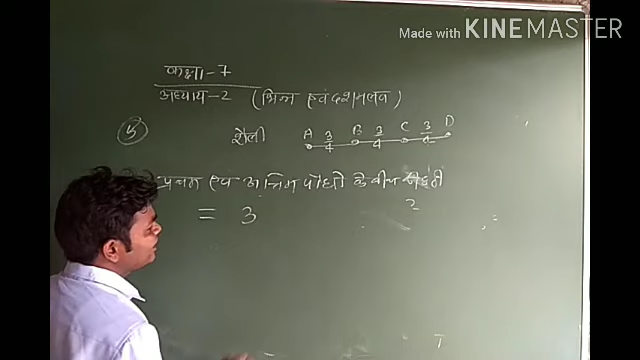 Made with KINEMASTER
कक्षा - 7
अध्याय - 2 (भिन्न एवं दशमलव)
5 शैली A 3/4 B 3/4 C 3/4 D
प्रथम एवं अन्तिम पौधों के बीच की दूरी
= 3
2